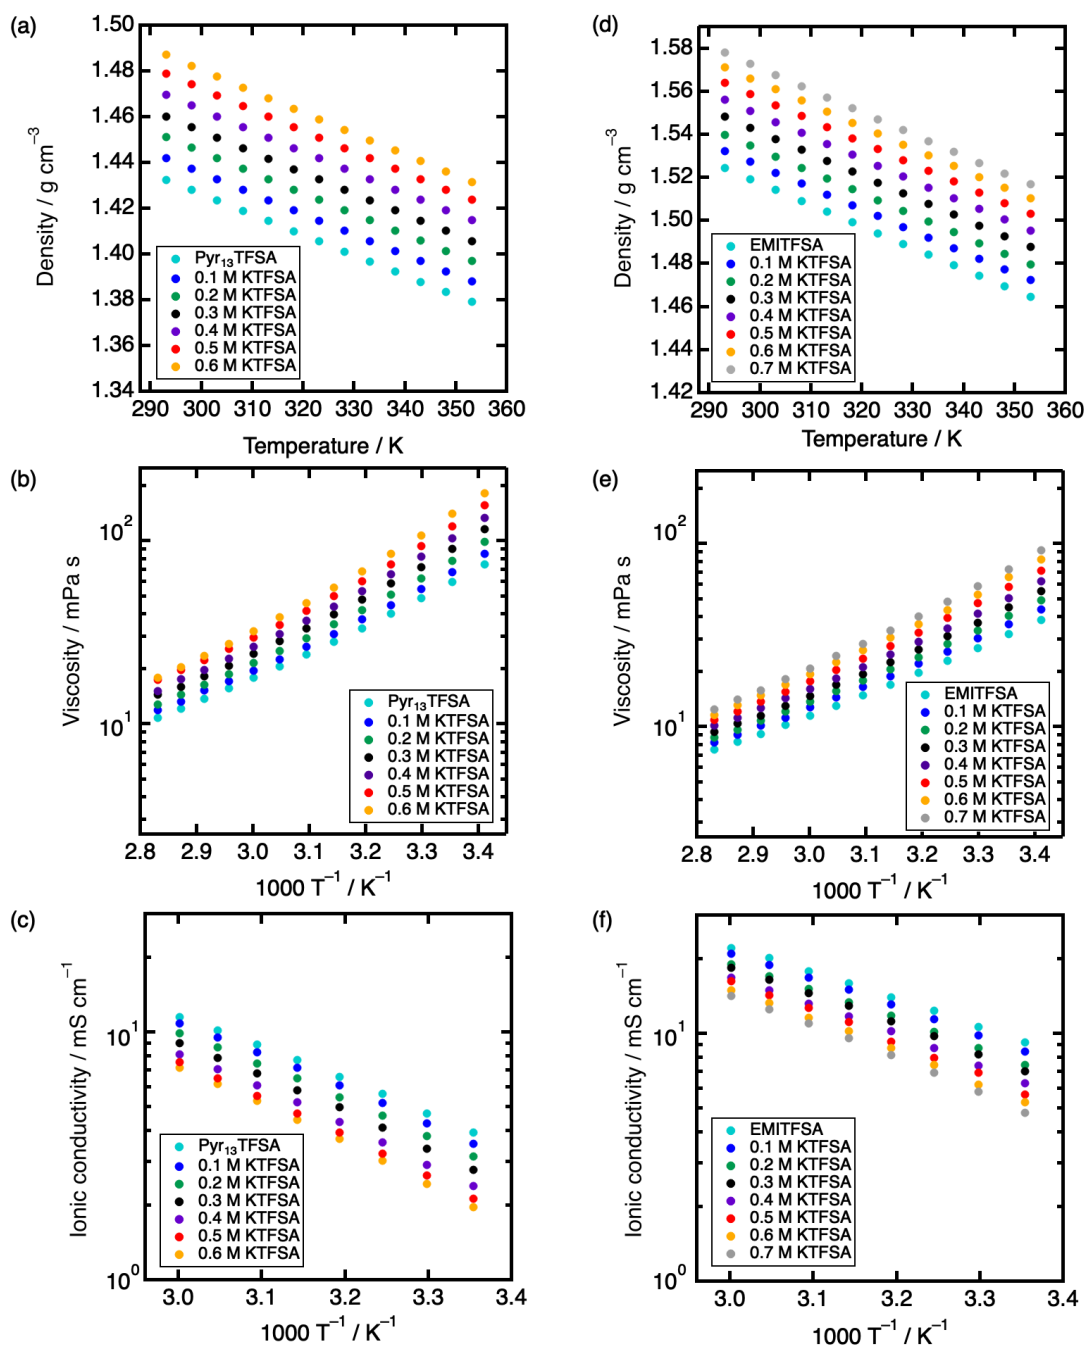 (a)
1.50
1.48
1.46
1.44
1.42
1.40
1.38
1.36
1.34
Density / g cm⁻³
Pyr₁₃TFSA
0.1 M KTFSA
0.2 M KTFSA
0.3 M KTFSA
0.4 M KTFSA
0.5 M KTFSA
0.6 M KTFSA
290 300 310 320 330 340 350 360
Temperature / K
(d)
1.58
1.56
1.54
1.52
1.50
1.48
1.46
1.44
1.42
Density / g cm⁻³
EMITFSA
0.1 M KTFSA
0.2 M KTFSA
0.3 M KTFSA
0.4 M KTFSA
0.5 M KTFSA
0.6 M KTFSA
0.7 M KTFSA
290 300 310 320 330 340 350 360
Temperature / K
(b)
10²
10¹
Viscosity / mPa s
Pyr₁₃TFSA
0.1 M KTFSA
0.2 M KTFSA
0.3 M KTFSA
0.4 M KTFSA
0.5 M KTFSA
0.6 M KTFSA
2.8 2.9 3.0 3.1 3.2 3.3 3.4
1000 T⁻¹ / K⁻¹
(e)
10²
10¹
Viscosity / mPa s
EMITFSA
0.1 M KTFSA
0.2 M KTFSA
0.3 M KTFSA
0.4 M KTFSA
0.5 M KTFSA
0.6 M KTFSA
0.7 M KTFSA
2.8 2.9 3.0 3.1 3.2 3.3 3.4
1000 T⁻¹ / K⁻¹
(c)
10¹
10⁰
Ionic conductivity / mS cm⁻¹
Pyr₁₃TFSA
0.1 M KTFSA
0.2 M KTFSA
0.3 M KTFSA
0.4 M KTFSA
0.5 M KTFSA
0.6 M KTFSA
3.0 3.1 3.2 3.3 3.4
1000 T⁻¹ / K⁻¹
(f)
10¹
10⁰
Ionic conductivity / mS cm⁻¹
EMITFSA
0.1 M KTFSA
0.2 M KTFSA
0.3 M KTFSA
0.4 M KTFSA
0.5 M KTFSA
0.6 M KTFSA
0.7 M KTFSA
3.0 3.1 3.2 3.3 3.4
1000 T⁻¹ / K⁻¹